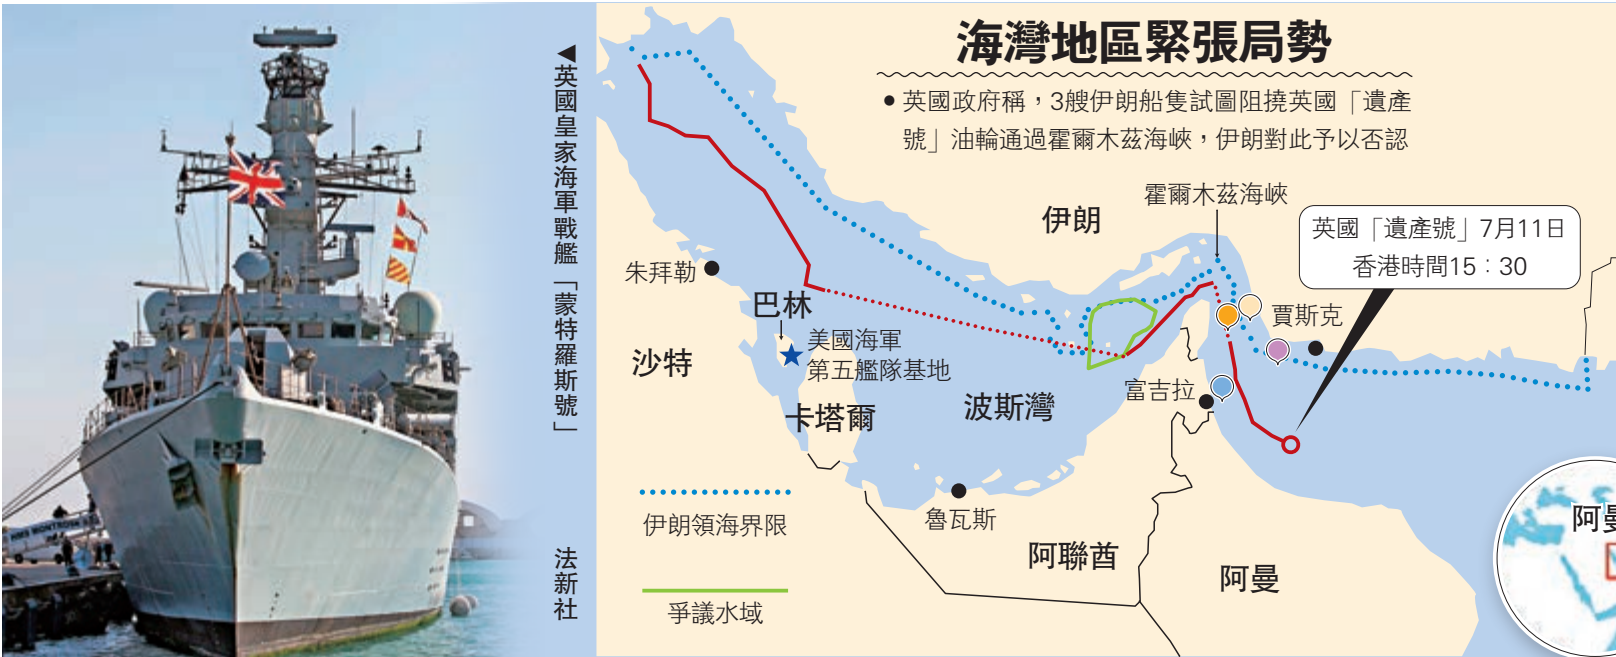 ◀英國皇家海軍戰艦「蒙特羅斯號」 法新社
HMS MONTROSE
海灣地區緊張局勢
● 英國政府稱，3艘伊朗船隻試圖阻撓英國「遺產
號」油輪通過霍爾木茲海峽，伊朗對此予以否認
霍爾木茲海峽
伊朗
英國「遺產號」7月11日
香港時間15：30
朱拜勒
巴林
賈斯克
美國海軍
第五艦隊基地
沙特
富吉拉
波斯灣
卡塔爾
伊朗領海界限
魯瓦斯
阿聯酋
阿曼
爭議水域